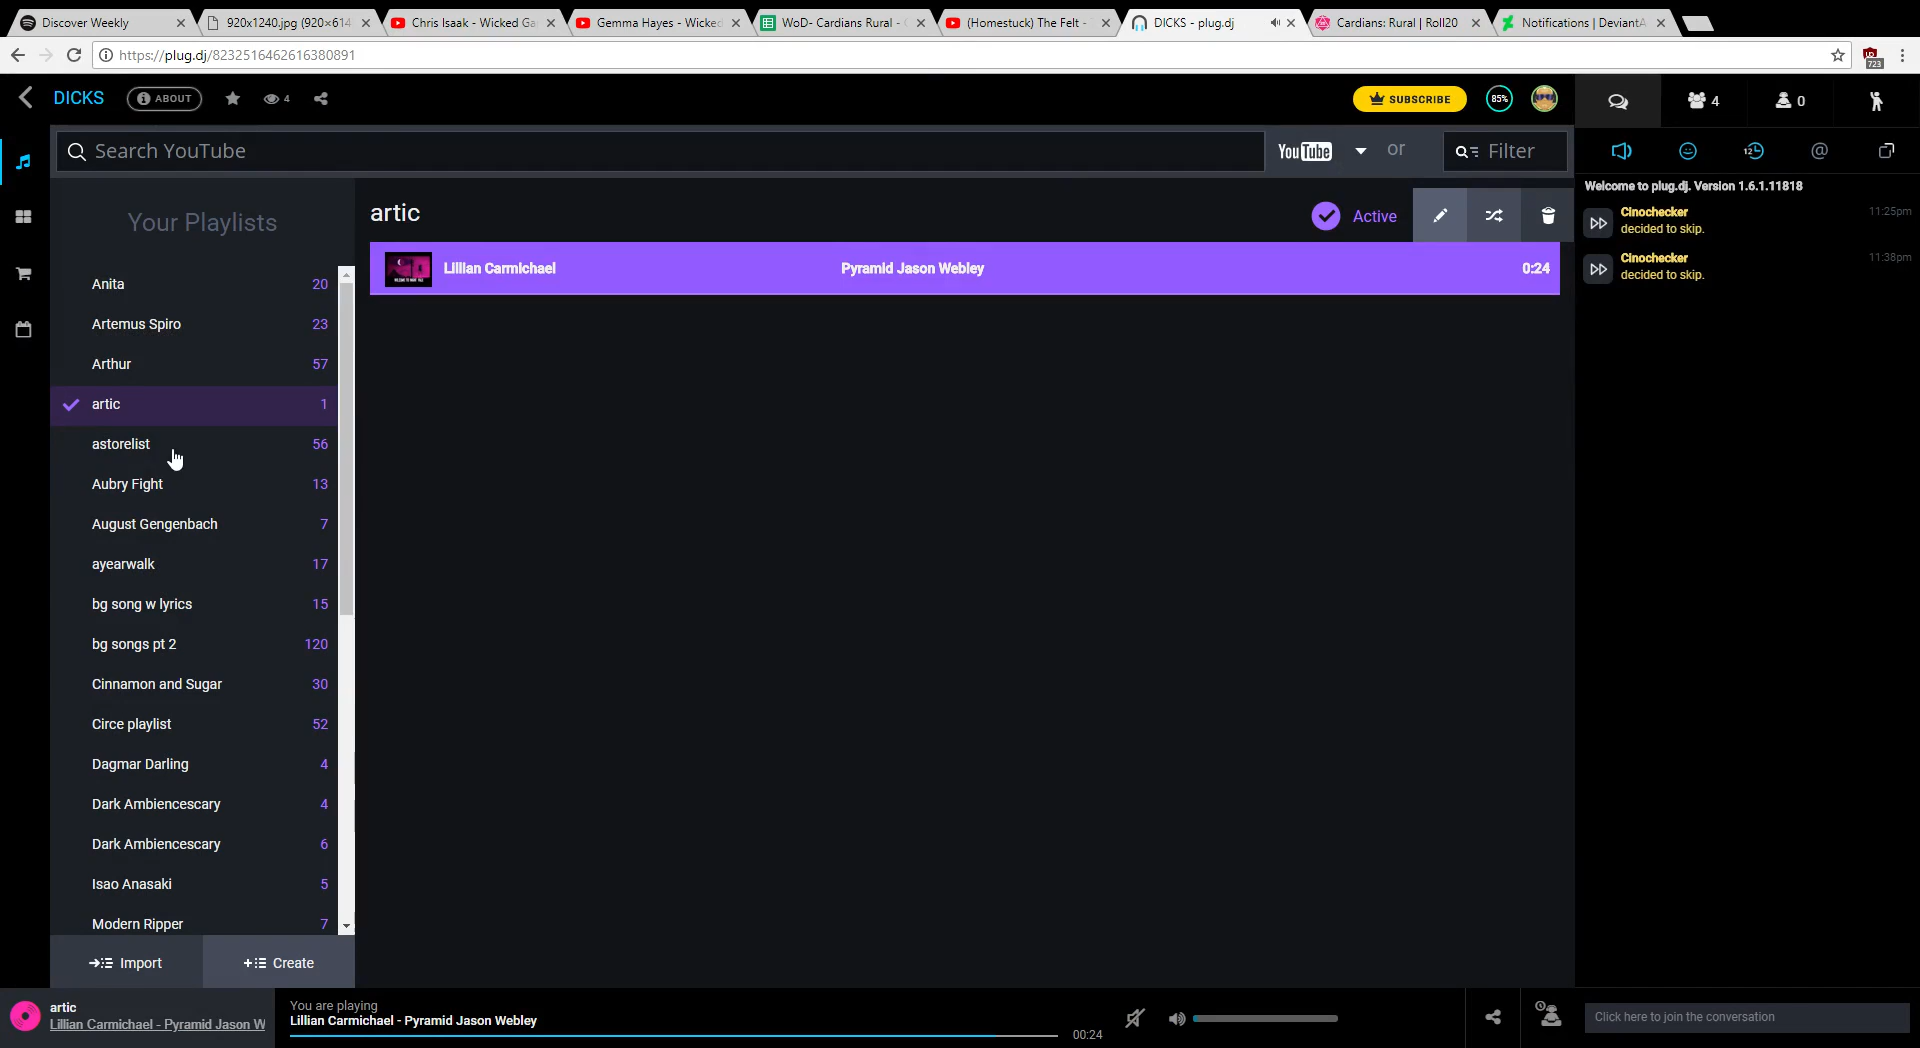 Discover Weekly
920x1240.jpg (920×614
Chris Isaak - Wicked Ga
Gemma Hayes - Wicked
WoD- Cardians Rural -
(Homestuck) The Felt -
DICKS - plug.dj
Cardians: Rural | Roll20
Notifications | DeviantA
https://plug.dj/8232516462616380891
723
DICKS
ABOUT
4
SUBSCRIBE
85%
4
0
Search YouTube
YouTube
or
Filter
12
@
Your Playlists
artic
Active
Lillian Carmichael
Pyramid Jason Webley
0:24
Anita 20
Artemus Spiro 23
Arthur 57
artic 1
astorelist 56
Aubry Fight 13
August Gengenbach 7
ayearwalk 17
bg song w lyrics 15
bg songs pt 2 120
Cinnamon and Sugar 30
Circe playlist 52
Dagmar Darling 4
Dark Ambiencescary 4
Dark Ambiencescary 6
Isao Anasaki 5
Modern Ripper 7
Import
Create
Welcome to plug.dj. Version 1.6.1.11818
Cinochecker 11:25pm
decided to skip.
Cinochecker 11:38pm
decided to skip.
artic
Lillian Carmichael - Pyramid Jason W
You are playing
Lillian Carmichael - Pyramid Jason Webley
00:24
Click here to join the conversation